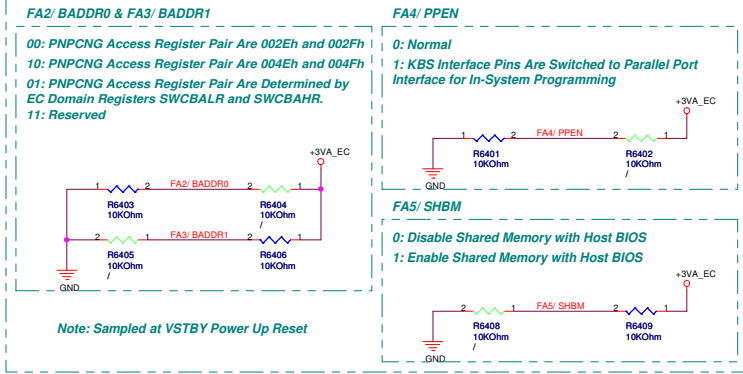 FA2/ BADDR0 & FA3/ BADDR1
00: PNPCNG Access Register Pair Are 002Eh and 002Fh
10: PNPCNG Access Register Pair Are 004Eh and 004Fh
01: PNPCNG Access Register Pair Are Determined by
EC Domain Registers SWCBALR and SWCBAHR.
11: Reserved
+3VA_EC
1 2 FA2/ BADDR0 2 1
R6403 R6404
10KOhm 10KOhm
/
2 1 FA3/ BADDR1 2 1
R6405 R6406
10KOhm 10KOhm
/
GND
Note: Sampled at VSTBY Power Up Reset
FA4/ PPEN
0: Normal
1: KBS Interface Pins Are Switched to Parallel Port
Interface for In-System Programming
+3VA_EC
1 2 FA4/ PPEN 2 1
R6401 R6402
10KOhm 10KOhm
/
GND
FA5/ SHBM
0: Disable Shared Memory with Host BIOS
1: Enable Shared Memory with Host BIOS
+3VA_EC
2 1 FA5/ SHBM 2 1
R6408 R6409
10KOhm 10KOhm
/
GND